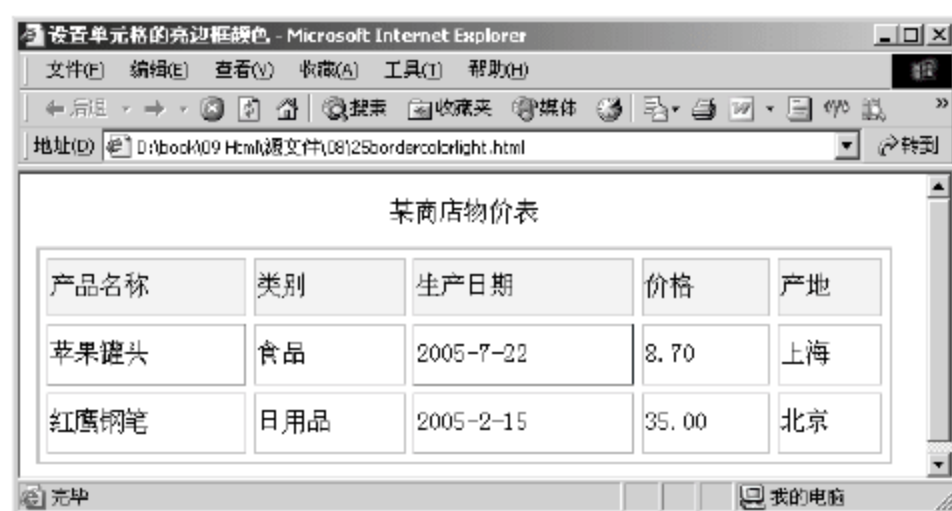 设置单元格的亮边框颜色 - Microsoft Internet Explorer
文件(F) 编辑(E) 查看(V) 收藏(A) 工具(T) 帮助(H)
后退 搜索 收藏夹 媒体 »
地址(D) D:\book\09 Html\源文件\08\25bordercolorlight.html 转到
某商店物价表
产品名称 类别 生产日期 价格 产地
苹果罐头 食品 2005-7-22 8.70 上海
红鹰钢笔 日用品 2005-2-15 35.00 北京
完毕 我的电脑